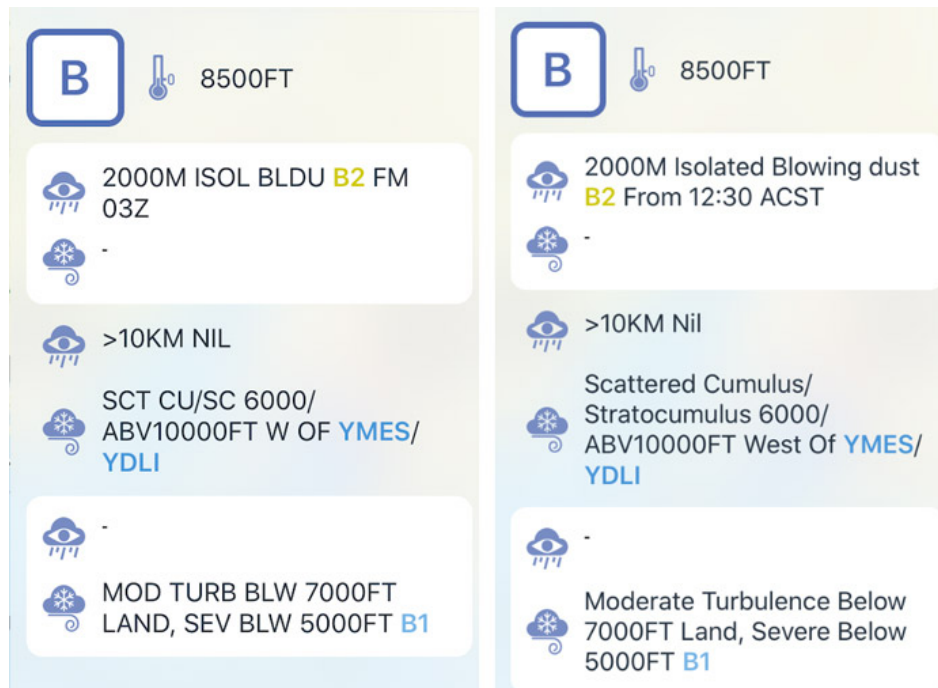 B
8500FT
2000M ISOL BLDU B2 FM
03Z
-
>10KM NIL
SCT CU/SC 6000/
ABV10000FT W OF YMES/
YDLI
-
MOD TURB BLW 7000FT
LAND, SEV BLW 5000FT B1
B
8500FT
2000M Isolated Blowing dust
B2 From 12:30 ACST
-
>10KM Nil
Scattered Cumulus/
Stratocumulus 6000/
ABV10000FT West Of YMES/
YDLI
-
Moderate Turbulence Below
7000FT Land, Severe Below
5000FT B1